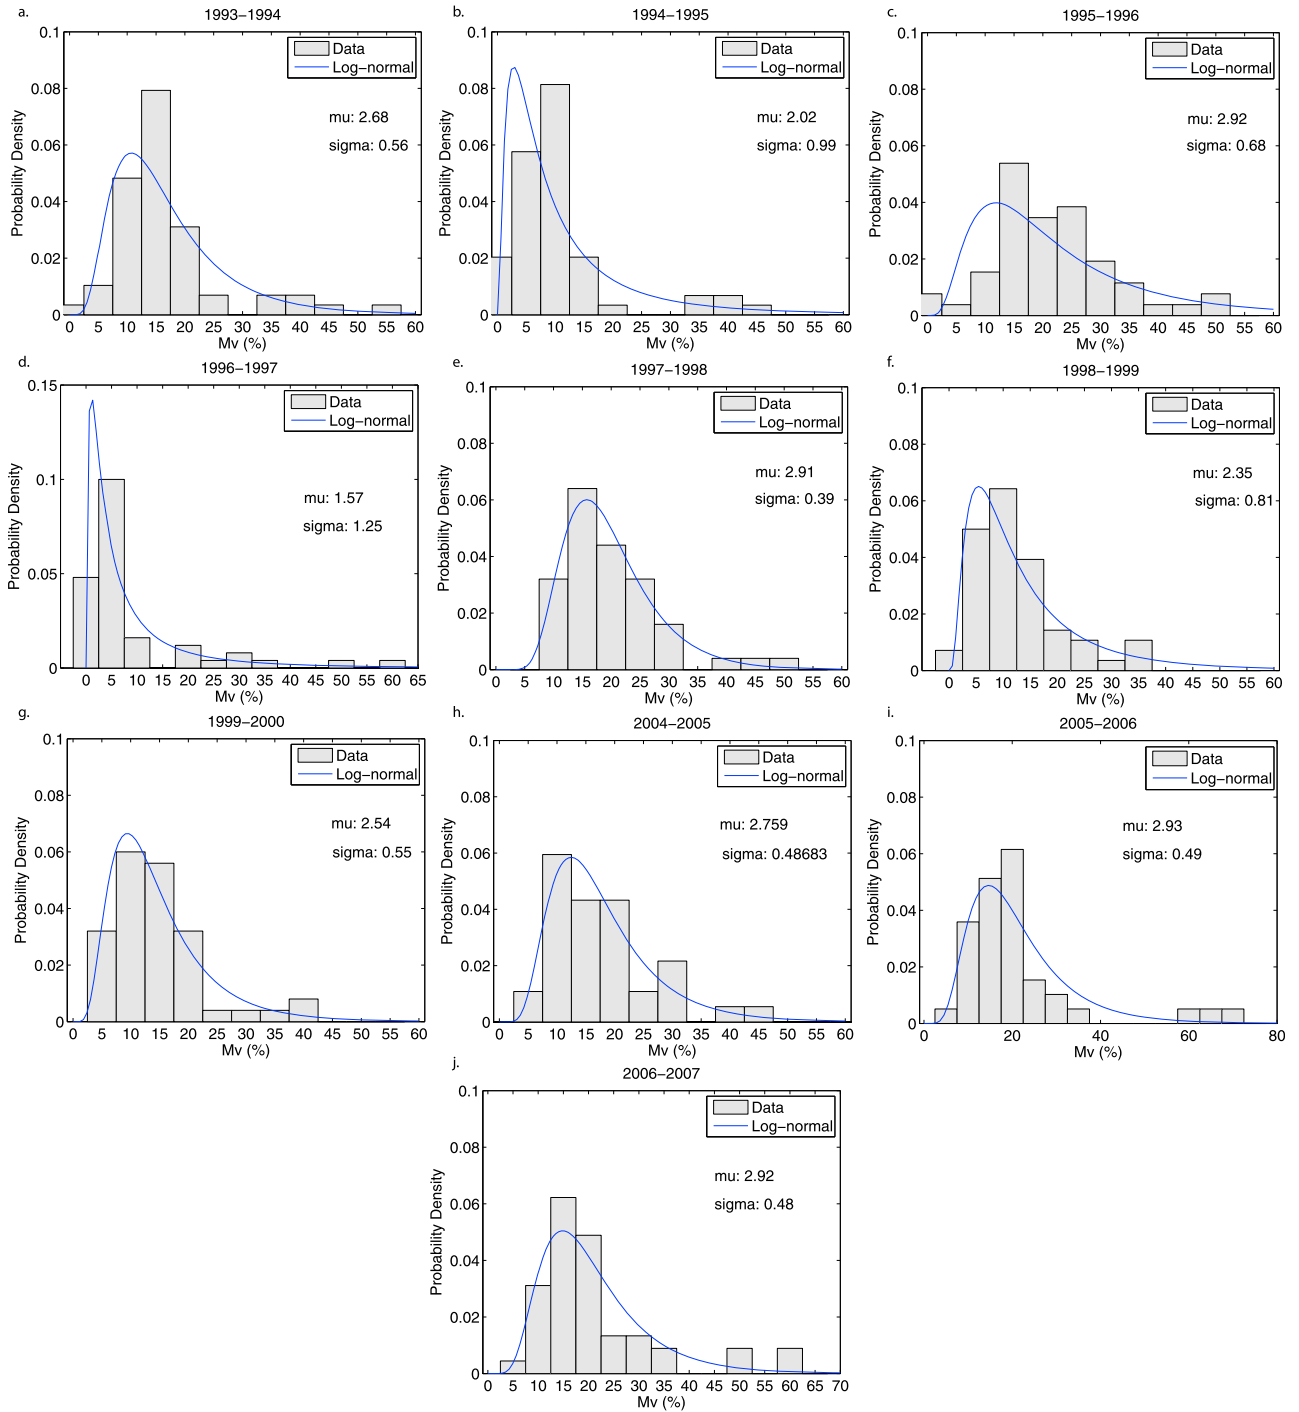 a.
1993−1994
0.1
0.08
0.06
0.04
0.02
0
Probability Density
Data
Log−normal
mu: 2.68
sigma: 0.56
0 5 10 15 20 25 30 35 40 45 50 55 60
Mv (%)
b.
1994−1995
0.1
0.08
0.06
0.04
0.02
0
Probability Density
Data
Log−normal
mu: 2.02
sigma: 0.99
0 5 10 15 20 25 30 35 40 45 50 55 60
Mv (%)
c.
1995−1996
0.1
0.08
0.06
0.04
0.02
0
Probability Density
Data
Log−normal
mu: 2.92
sigma: 0.68
0 5 10 15 20 25 30 35 40 45 50 55 60
Mv (%)
d.
1996−1997
0.15
0.1
0.05
0
Probability Density
Data
Log−normal
mu: 1.57
sigma: 1.25
0 5 10 15 20 25 30 35 40 45 50 55 60 65
Mv (%)
e.
1997−1998
0.1
0.08
0.06
0.04
0.02
0
Probability Density
Data
Log−normal
mu: 2.91
sigma: 0.39
0 5 10 15 20 25 30 35 40 45 50 55 60
Mv (%)
f.
1998−1999
0.1
0.08
0.06
0.04
0.02
0
Probability Density
Data
Log−normal
mu: 2.35
sigma: 0.81
0 5 10 15 20 25 30 35 40 45 50 55 60
Mv (%)
g.
1999−2000
0.1
0.08
0.06
0.04
0.02
0
Probability Density
Data
Log−normal
mu: 2.54
sigma: 0.55
0 5 10 15 20 25 30 35 40 45 50 55 60
Mv (%)
h.
2004−2005
0.1
0.08
0.06
0.04
0.02
0
Probability Density
Data
Log−normal
mu: 2.759
sigma: 0.48683
0 5 10 15 20 25 30 35 40 45 50 55 60
Mv (%)
i.
2005−2006
0.1
0.08
0.06
0.04
0.02
0
Probability Density
Data
Log−normal
mu: 2.93
sigma: 0.49
0 20 40 60 80
Mv (%)
j.
2006−2007
0.1
0.08
0.06
0.04
0.02
0
Probability Density
Data
Log−normal
mu: 2.92
sigma: 0.48
0 5 10 15 20 25 30 35 40 45 50 55 60 70
Mv (%)